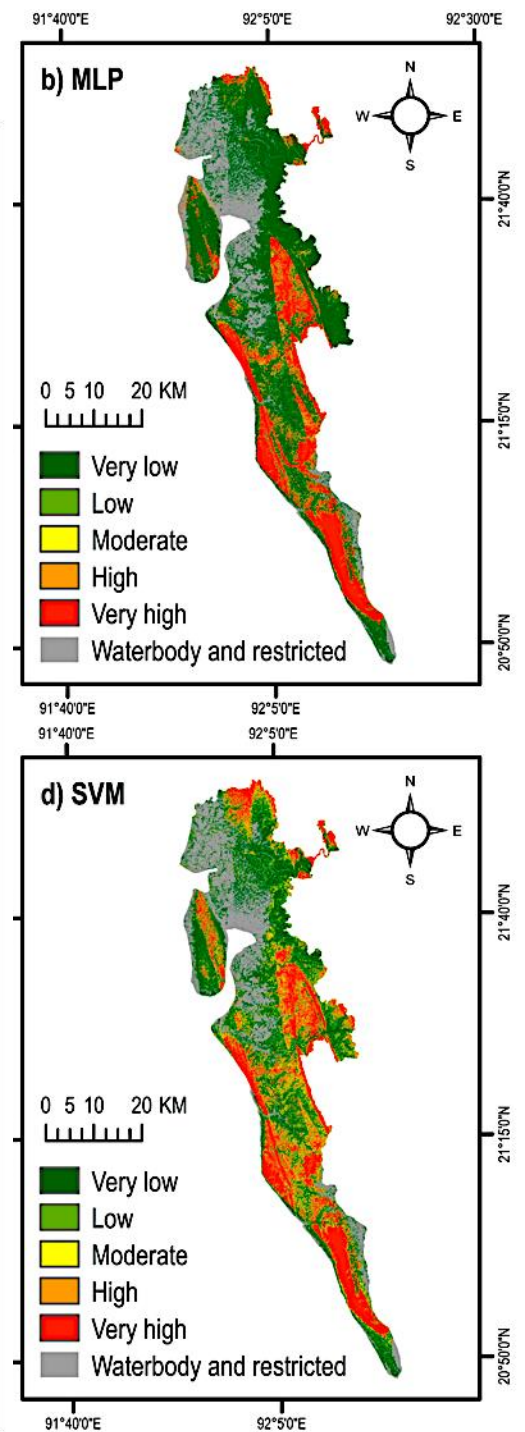 91°40'0"E 92°5'0"E 92°30'0"E
b) MLP
N
W E
S
21°40'0"N
0 5 10 20 KM
21°15'0"N
Very low
Low
Moderate
High
Very high
Waterbody and restricted
20°50'0"N
91°40'0"E 92°5'0"E
91°40'0"E 92°5'0"E
d) SVM
N
W E
S
21°40'0"N
0 5 10 20 KM
21°15'0"N
Very low
Low
Moderate
High
Very high
Waterbody and restricted
20°50'0"N
91°40'0"E 92°5'0"E